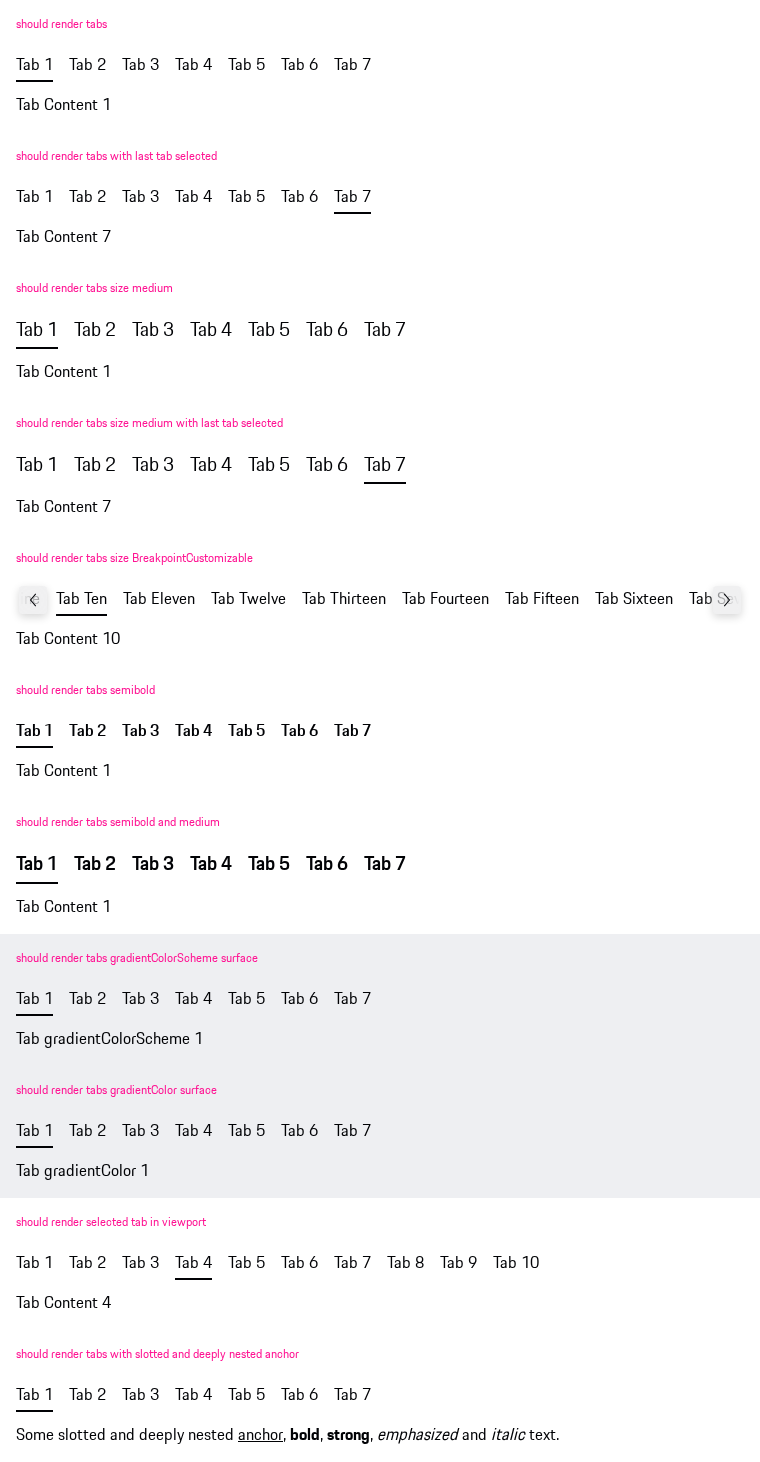 should render tabs
Tab 1 Tab 2 Tab 3 Tab 4 Tab 5 Tab 6 Tab 7
Tab Content 1
should render tabs with last tab selected
Tab 1 Tab 2 Tab 3 Tab 4 Tab 5 Tab 6 Tab 7
Tab Content 7
should render tabs size medium
Tab 1 Tab 2 Tab 3 Tab 4 Tab 5 Tab 6 Tab 7
Tab Content 1
should render tabs size medium with last tab selected
Tab 1 Tab 2 Tab 3 Tab 4 Tab 5 Tab 6 Tab 7
Tab Content 7
should render tabs size BreakpointCustomizable
Tab Ten Tab Eleven Tab Twelve Tab Thirteen Tab Fourteen Tab Fifteen Tab Sixteen Tab
Tab Content 10
should render tabs semibold
Tab 1 Tab 2 Tab 3 Tab 4 Tab 5 Tab 6 Tab 7
Tab Content 1
should render tabs semibold and medium
Tab 1 Tab 2 Tab 3 Tab 4 Tab 5 Tab 6 Tab 7
Tab Content 1
should render tabs gradientColorScheme surface
Tab 1 Tab 2 Tab 3 Tab 4 Tab 5 Tab 6 Tab 7
Tab gradientColorScheme 1
should render tabs gradientColor surface
Tab 1 Tab 2 Tab 3 Tab 4 Tab 5 Tab 6 Tab 7
Tab gradientColor 1
should render selected tab in viewport
Tab 1 Tab 2 Tab 3 Tab 4 Tab 5 Tab 6 Tab 7 Tab 8 Tab 9 Tab 10
Tab Content 4
should render tabs with slotted and deeply nested anchor
Tab 1 Tab 2 Tab 3 Tab 4 Tab 5 Tab 6 Tab 7
Some slotted and deeply nested anchor, bold, strong, emphasized and italic text.